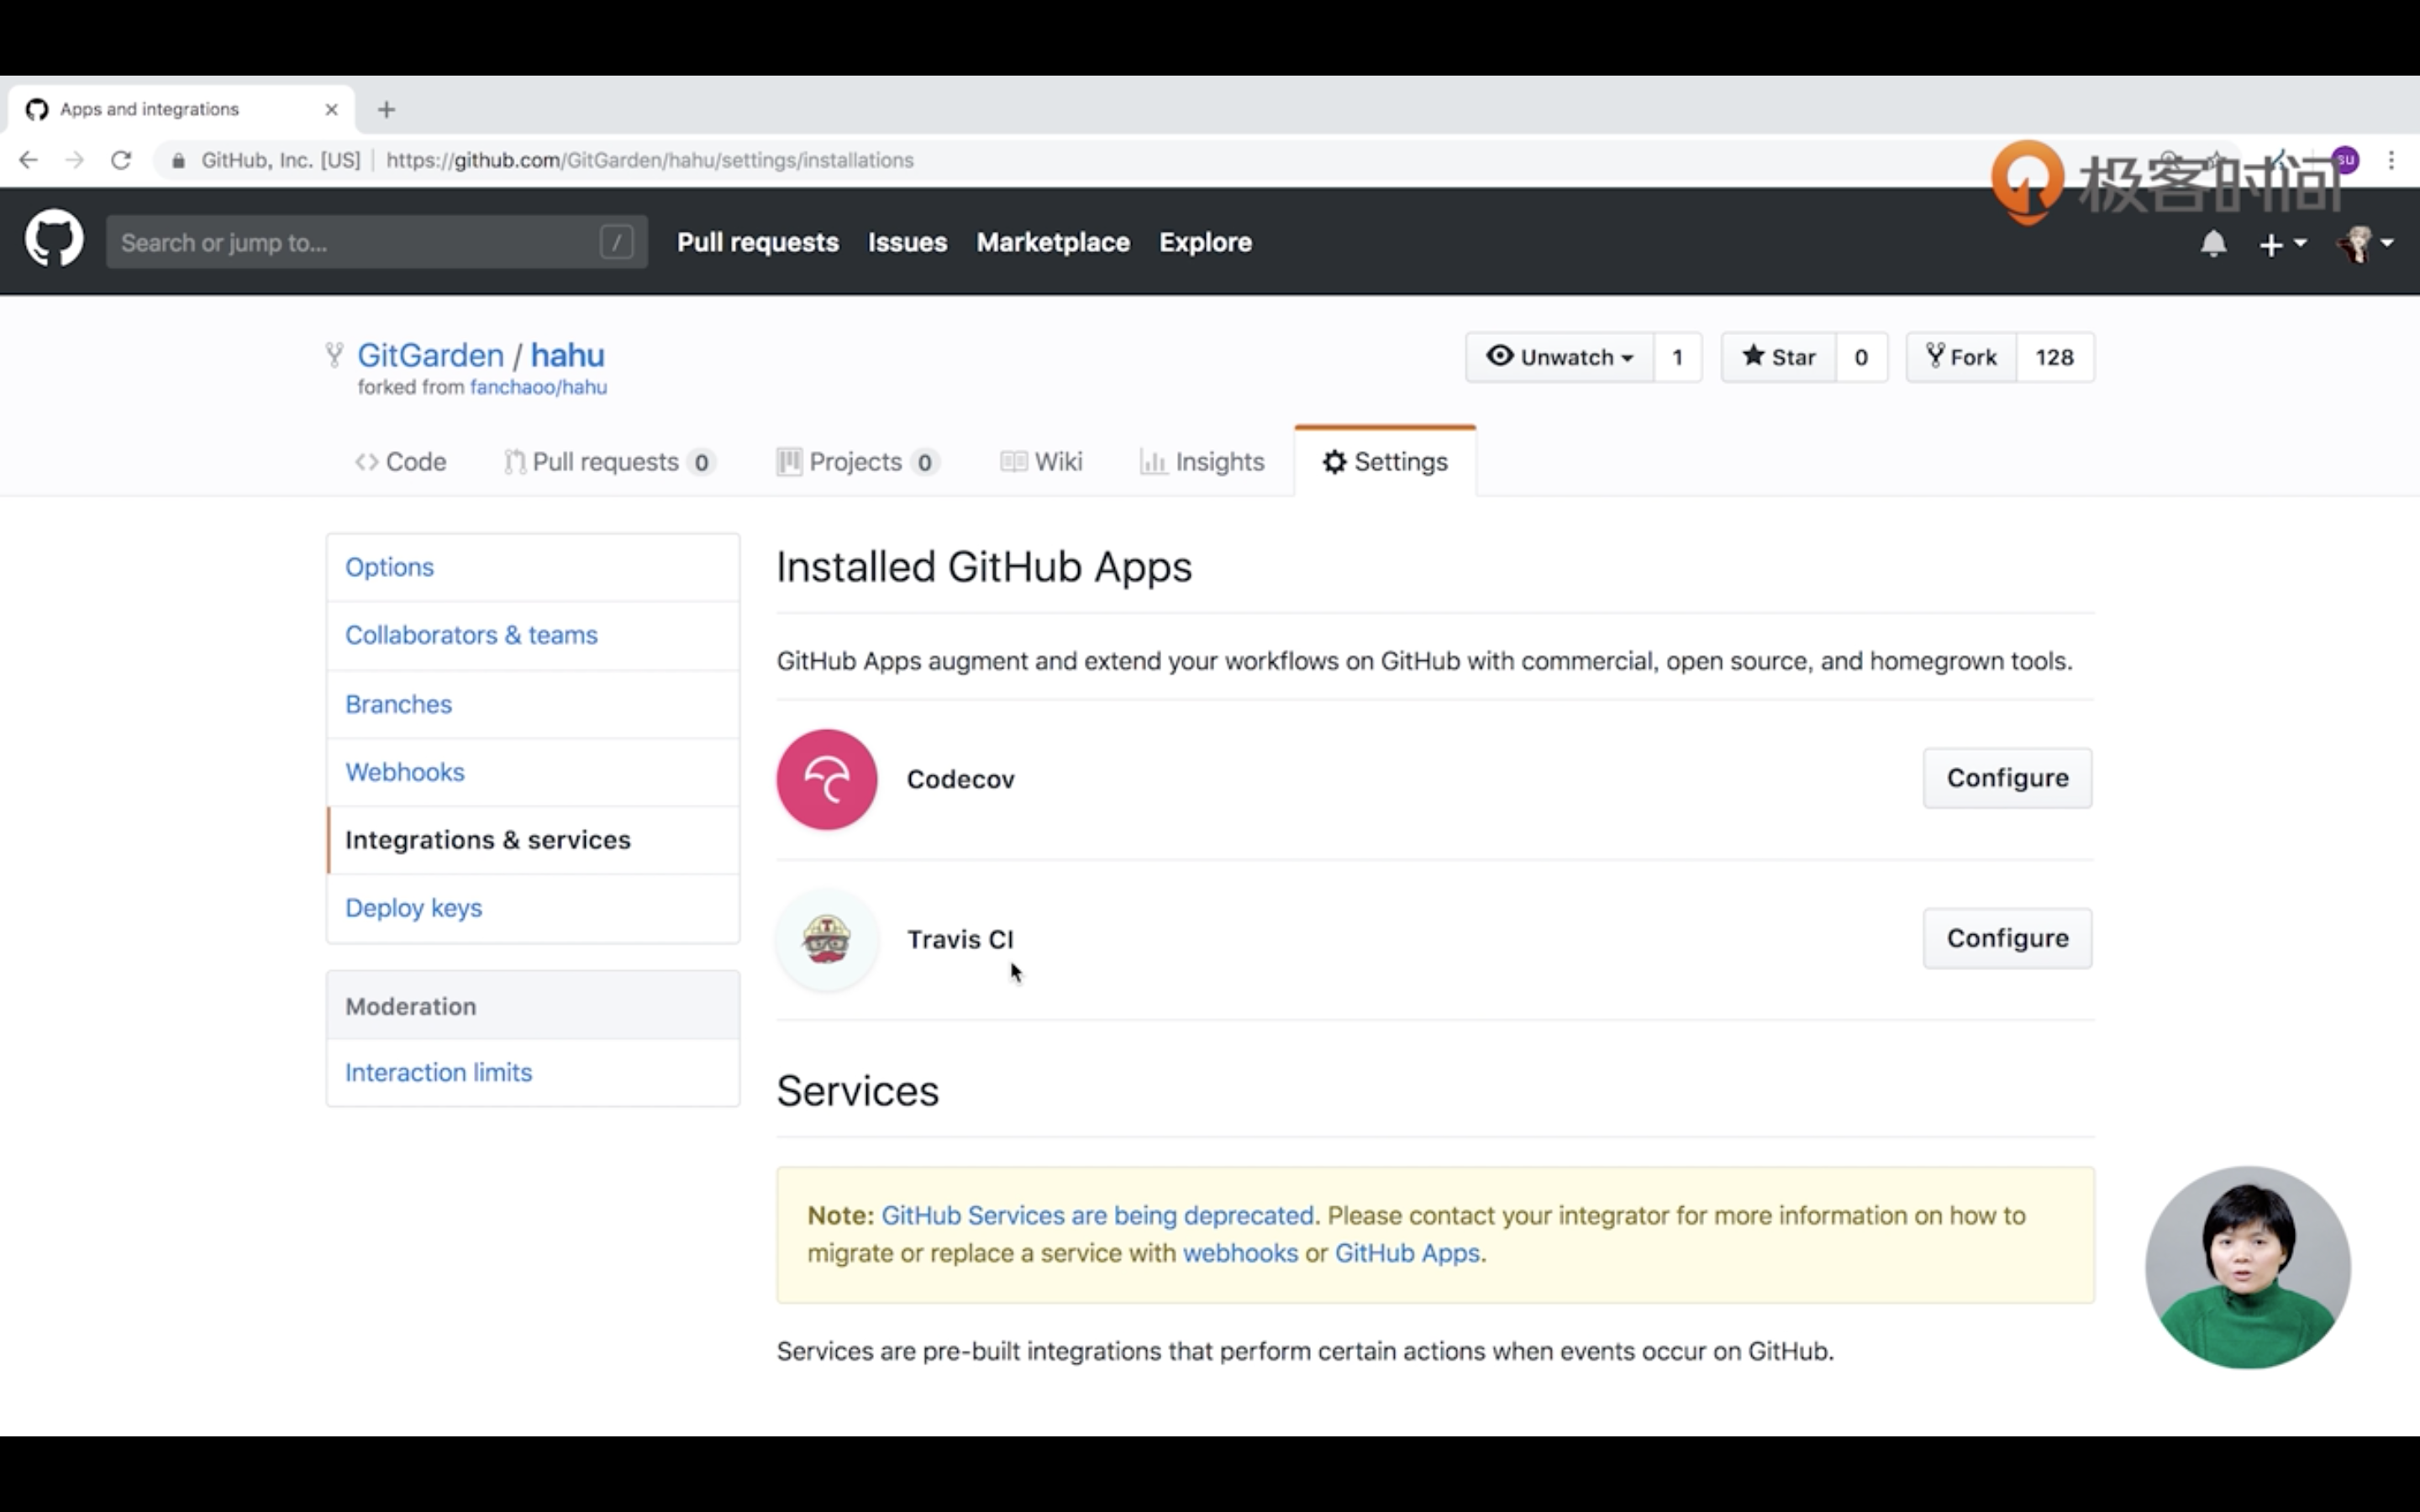 Apps and integrations
GitHub, Inc. [US] https://github.com/GitGarden/hahu/settings/installations
su
极客时间
Search or jump to... /
Pull requests Issues Marketplace Explore
GitGarden / hahu
forked from fanchaoo/hahu
Unwatch 1 Star 0 Fork 128
Code Pull requests 0 Projects 0 Wiki Insights Settings
Options
Collaborators & teams
Branches
Webhooks
Integrations & services
Deploy keys
Moderation
Interaction limits
Installed GitHub Apps
GitHub Apps augment and extend your workflows on GitHub with commercial, open source, and homegrown tools.
Codecov Configure
Travis CI Configure
Services
Note: GitHub Services are being deprecated. Please contact your integrator for more information on how to
migrate or replace a service with webhooks or GitHub Apps.
Services are pre-built integrations that perform certain actions when events occur on GitHub.